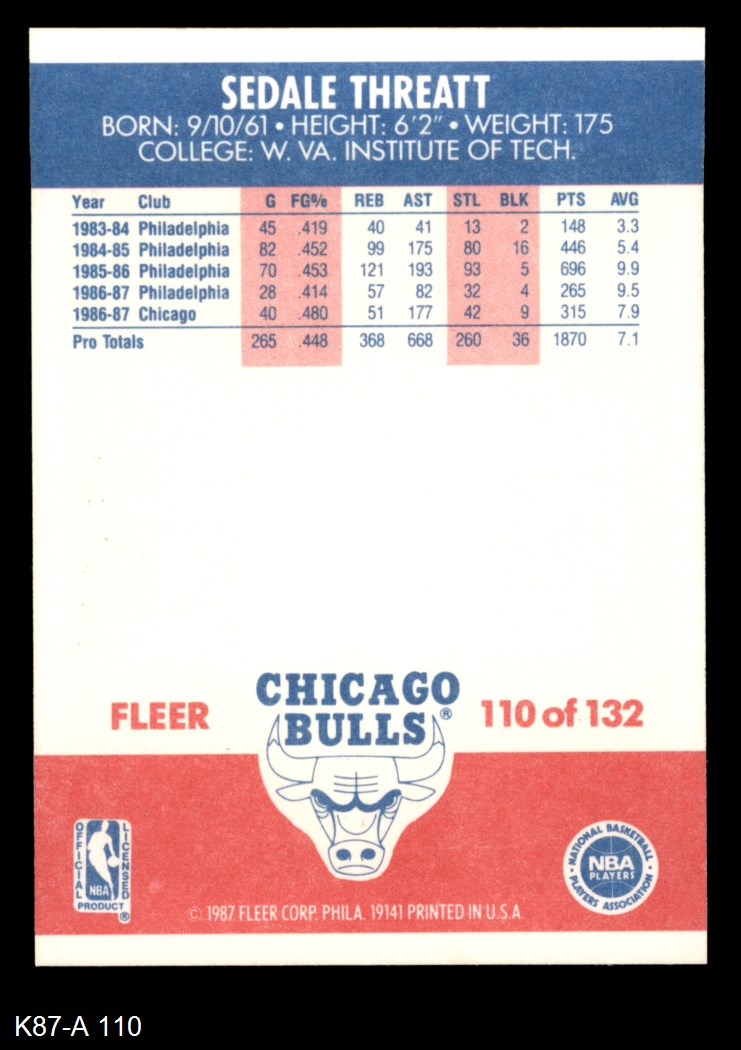 SEDALE THREATT
BORN: 9/10/61 • HEIGHT: 6'2" • WEIGHT: 175
COLLEGE: W. VA. INSTITUTE OF TECH.
Year Club G FG% REB AST STL BLK PTS AVG
1983-84 Philadelphia 45 .419 40 41 13 2 148 3.3
1984-85 Philadelphia 82 .452 99 175 80 16 446 5.4
1985-86 Philadelphia 70 .453 121 193 93 5 696 9.9
1986-87 Philadelphia 28 .414 57 82 32 4 265 9.5
1986-87 Chicago 40 .480 51 177 42 9 315 7.9
Pro Totals 265 .448 368 668 260 36 1870 7.1
CHICAGO
BULLS®
FLEER
110 of 132
OFFICIAL
LICENSED
NBA
PRODUCT
®
• NATIONAL BASKETBALL •
NBA
PLAYERS
PLAYERS ASSOCIATION
© 1987 FLEER CORP. PHILA. 19141 PRINTED IN U.S.A.
K87-A 110